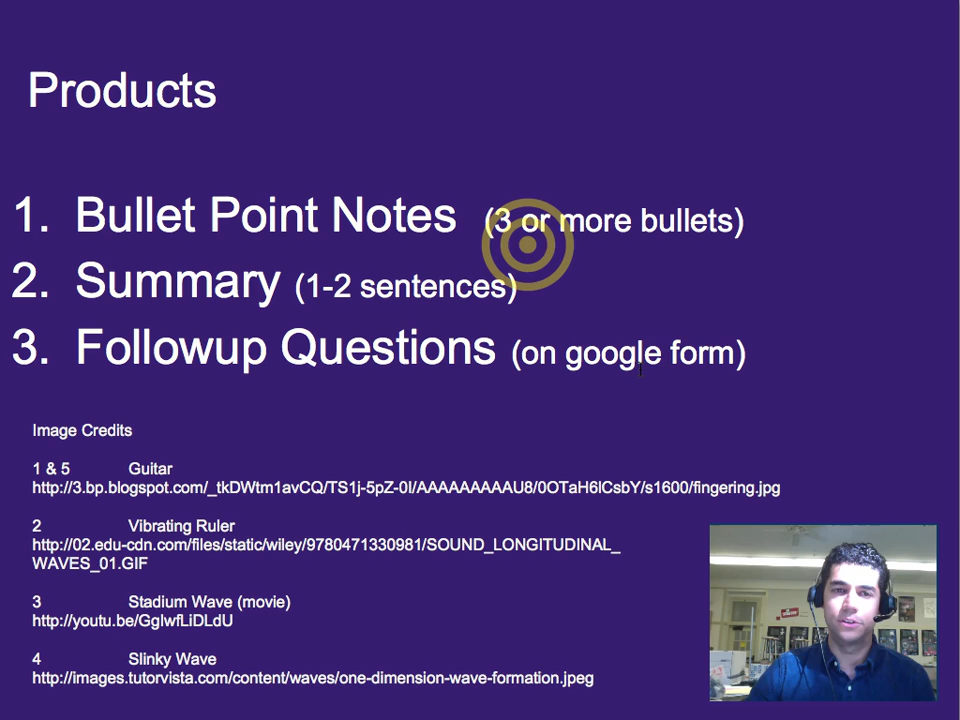 Products
1. Bullet Point Notes (3 or more bullets)
2. Summary (1-2 sentences)
3. Followup Questions (on google form)
Image Credits
1 & 5 Guitar
http://3.bp.blogspot.com/_tkDWtm1avCQ/TS1j-5pZ-0I/AAAAAAAAAU8/0OTaH6lCsbY/s1600/fingering.jpg
2 Vibrating Ruler
http://02.edu-cdn.com/files/static/wiley/9780471330981/SOUND_LONGITUDINAL_
WAVES_01.GIF
3 Stadium Wave (movie)
http://youtu.be/GglwfLiDLdU
4 Slinky Wave
http://images.tutorvista.com/content/waves/one-dimension-wave-formation.jpeg